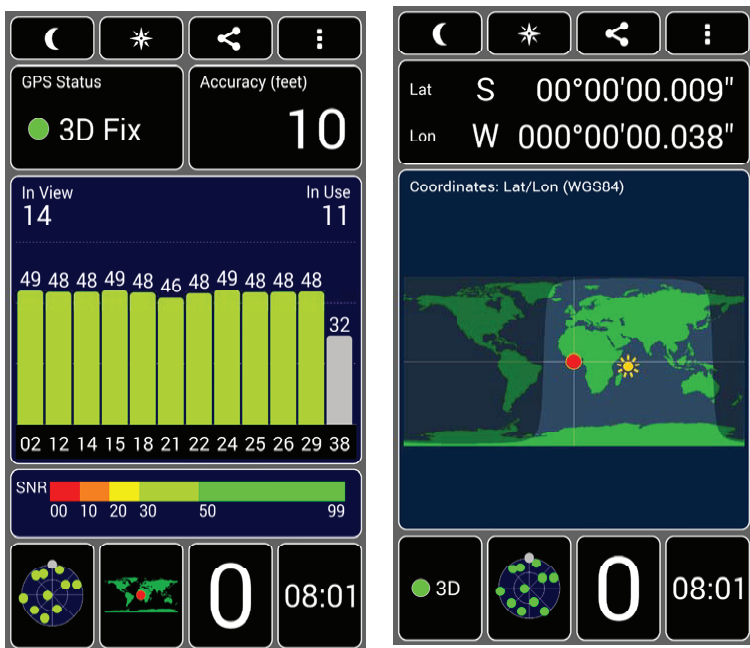 GPS Status
Accuracy (feet)
3D Fix
10
In View
In Use
14
11
49 48 48 49 48 46 48 49 48 48 48 32
02 12 14 15 18 21 22 24 25 26 29 38
SNR
00 10 20 30 50 99
0
08:01
Lat S 00°00'00.009"
Lon W 000°00'00.038"
Coordinates: Lat/Lon (WGS84)
3D
0
08:01